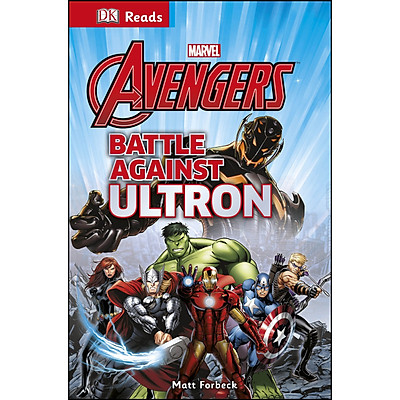 DK Reads
MARVEL
AVENGERS
BATTLE
AGAINST
ULTRON
Matt Forbeck